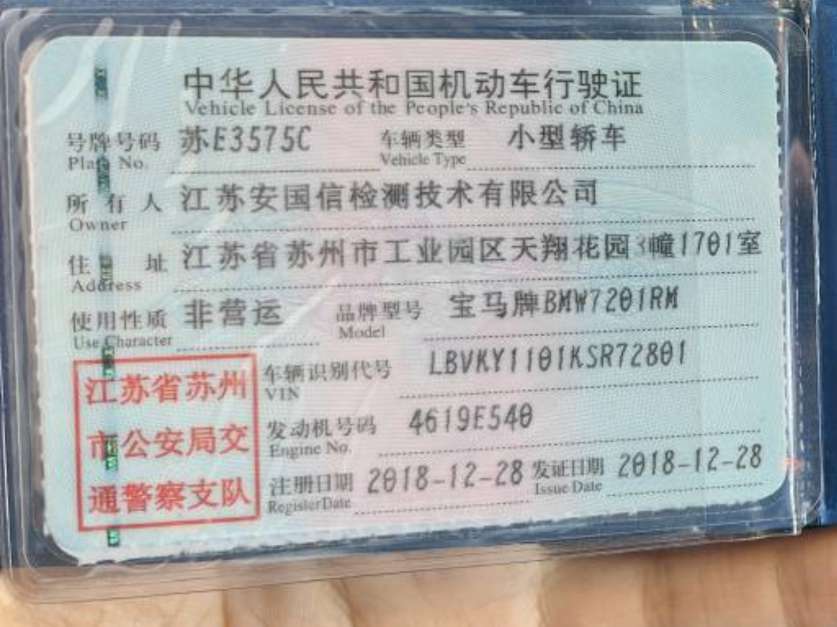 中华人民共和国机动车行驶证
Vehicle License of the People's Republic of China
号牌号码 苏E3575C 车辆类型 小型轿车
Plate No. Vehicle Type
所有人 江苏安国信检测技术有限公司
Owner
住址 江苏省苏州市工业园区天翔花园3幢1701室
Address
使用性质 非营运 品牌型号 宝马牌BMW7201RM
Use Character Model
江苏省苏州 车辆识别代号 LBVKY1101KSR72801
VIN
市公安局交 发动机号码 4619E540
Engine No.
通警察支队 注册日期 2018-12-28 发证日期 2018-12-28
RegisterDate Issue Date